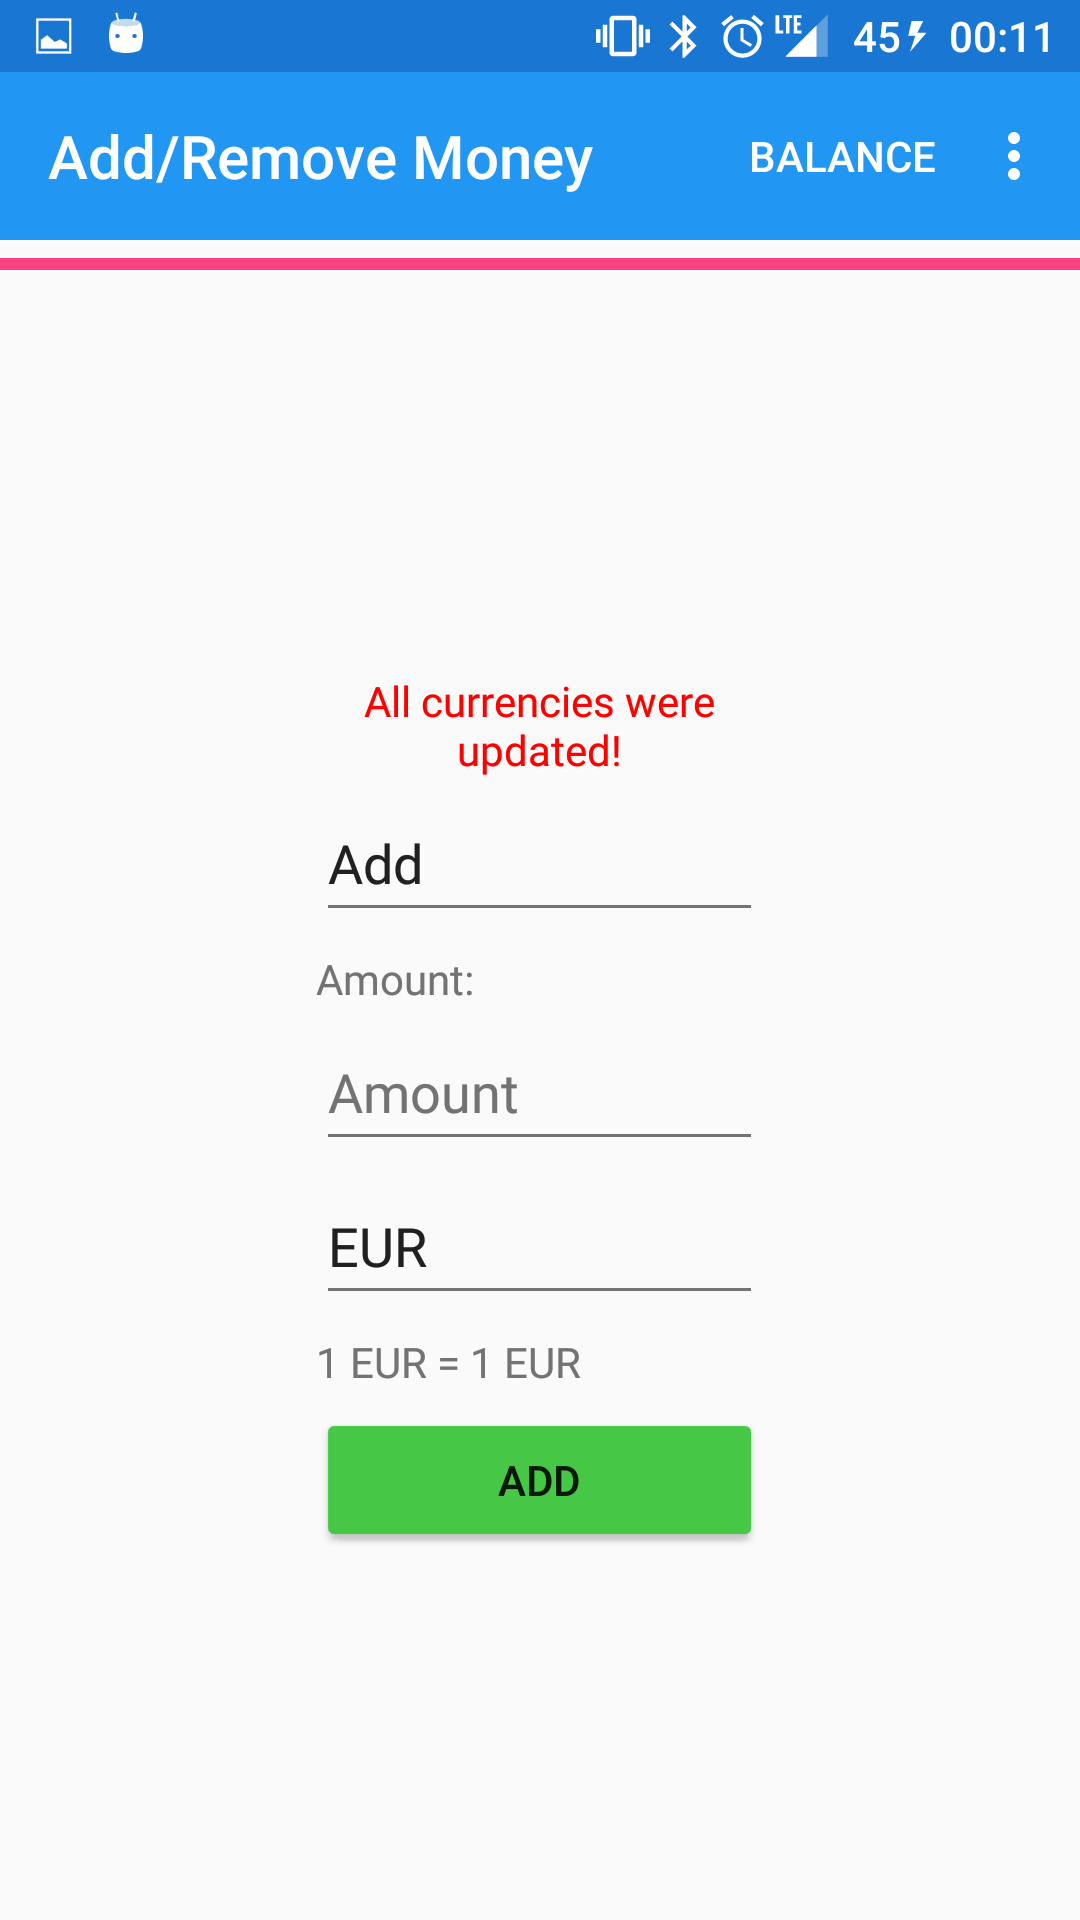 LTE 45 00:11
Add/Remove Money BALANCE
All currencies were
updated!
Add
Amount:
Amount
EUR
1 EUR = 1 EUR
ADD